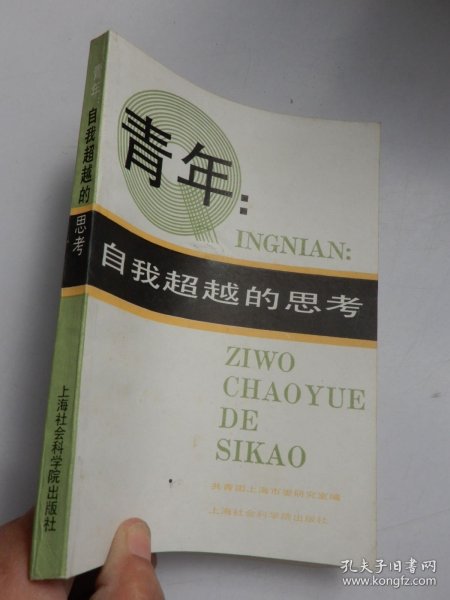 青年:
INGNIAN:
自我超越的思考
ZIWO
CHAOYUE
DE
SIKAO
共青团上海市委研究室编
上海社会科学院出版社
青年:自我超越的思考
上海社会科学院出版社
孔夫子旧书网
www.kongfz.com